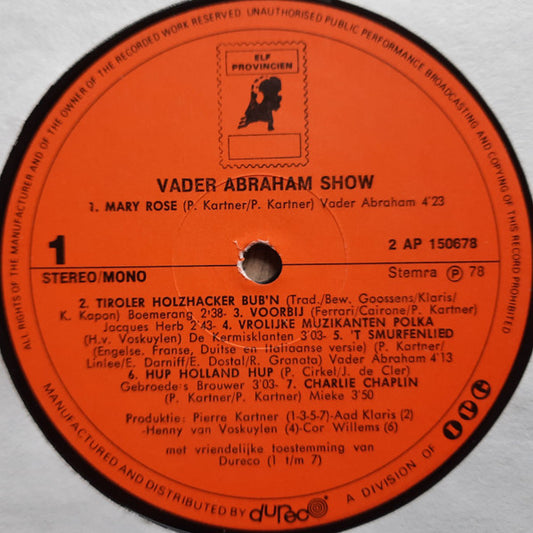 ALL RIGHTS OF THE MANUFACTURER AND OF THE OWNER OF THE RECORDED WORK RESERVED UNAUTHORISED PUBLIC PERFORMANCE BROADCASTING AND COPYING OF THIS RECORD PROHIBITED
ELF
PROVINCIEN
VADER ABRAHAM SHOW
1. MARY ROSE (P. Kartner/P. Kartner) Vader Abraham 4'23
1
2 AP 150678
STEREO/MONO
Stemra Ⓟ 78
2. TIROLER HOLZHACKER BUB'N (Trad./Bew. Goossens/Klaris/
K. Kapon) Boemerang 2'38- 3. VOORBIJ (Ferrari/Cairone/P. Kartner)
Jacques Herb 2'43- 4. VROLIJKE MUZIKANTEN POLKA
(H.v. Voskuylen) De Kermisklanten 03'- 5. 'T SMURFENLIED
(Engelse, Franse, Duitse en Italiaanse versie) (P. Kartner/
Linlee/E. Darniff/E. Dostal/R. Granata) Vader Abraham 4'13
6. HUP HOLLAND HUP (P. Cirkel/J. de Cler)
Gebroeders Brouwer 3'03- 7. CHARLIE CHAPLIN
(P. Kartner/P. Kartner) Mieke 3'50
Produktie: Pierre Kartner (1-3-5-7)-Aad Klaris (2)
-Henny van Voskuylen (4)-Cor Willems (6)
met vriendelijke toestemming van
Dureco (1 t/m 7)
MANUFACTURED AND DISTRIBUTED BY dureco A DIVISION OF